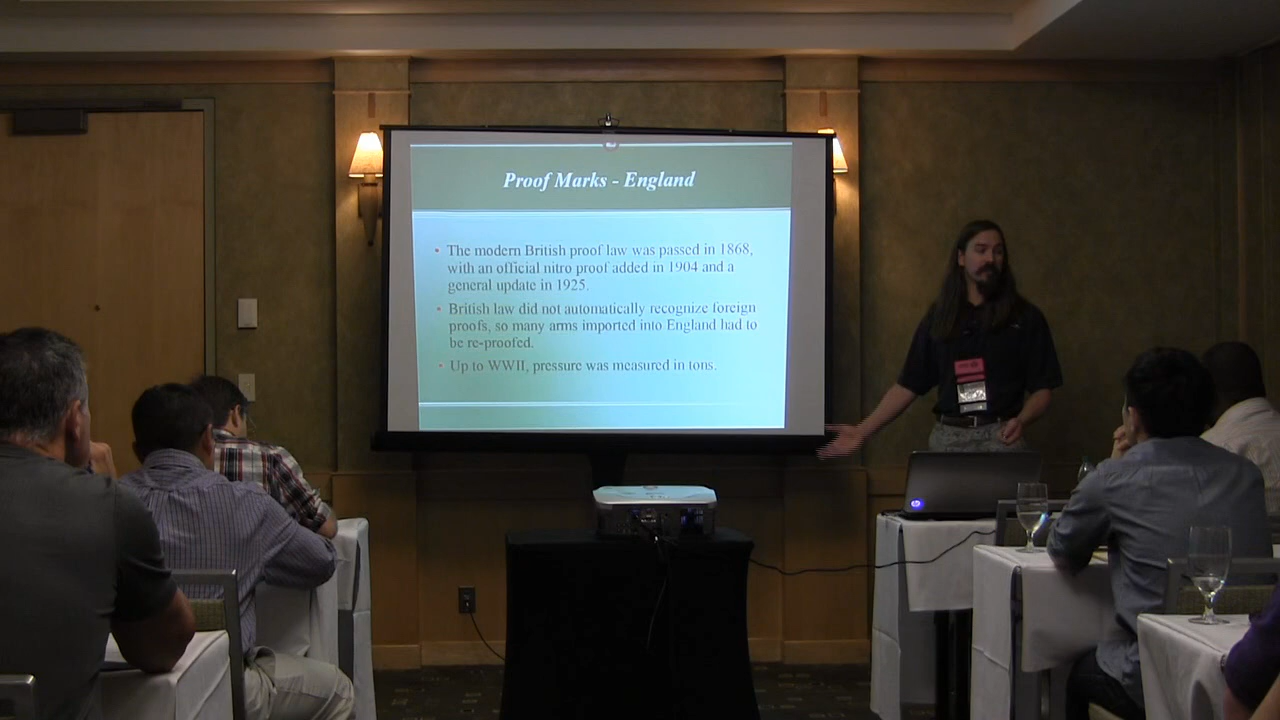 Proof Marks - England
• The modern British proof law was passed in 1868,
with an official nitro proof added in 1904 and a
general update in 1925.
• British law did not automatically recognize foreign
proofs, so many arms imported into England had to
be re-proofed.
• Up to WWII, pressure was measured in tons.